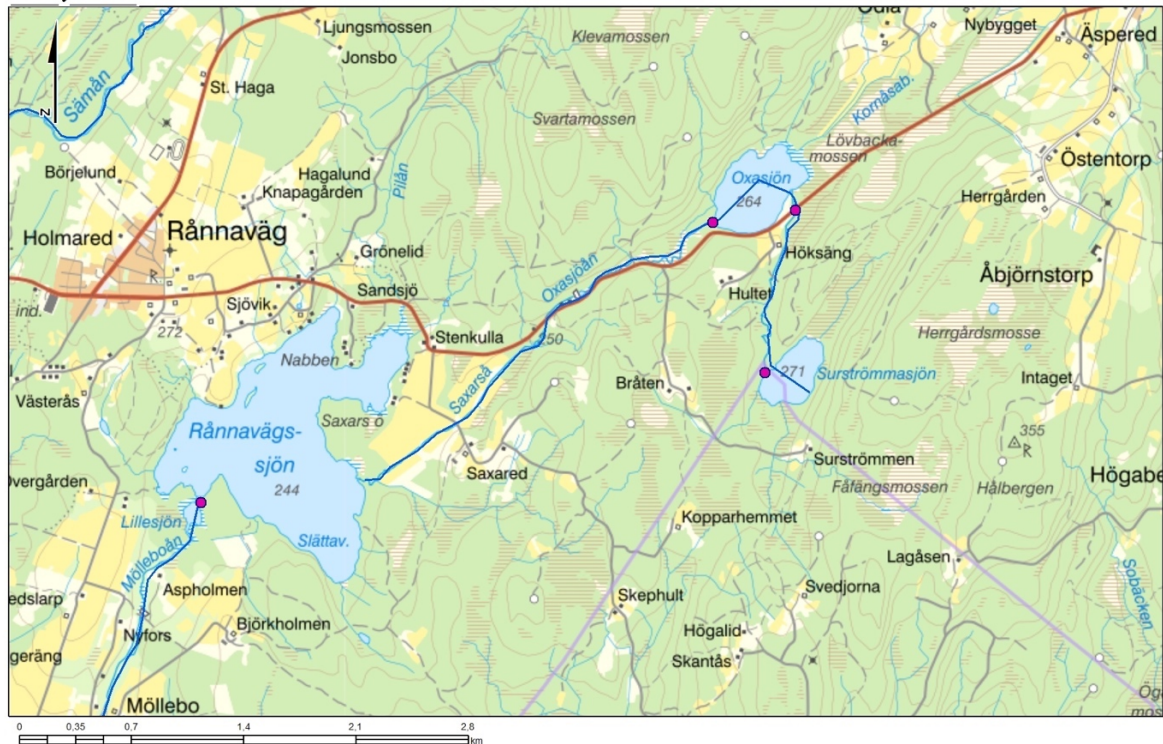 Ljungsmossen
Jonsbo
St. Haga
Sämån
N
Börjelund
Hagalund
Knapagården
Pilån
Holmared
Rånnaväg
Grönelid
R
Sandsjö
Sjövik
ind.
272
Stenkulla
Nabben
Västerås
Saxars ö
Saxarså
Rånnavägs-
sjön
244
Saxared
Lillesjön
Slättav.
Mölleboån
Aspholmen
Björkholmen
Nyfors
Möllebo
edslarp
geräng
Klevamossen
Svartamossen
Nybygget
Äspered
Kornåsab.
Lövbacka-
mossen
Oxasjön
264
Östentorp
Herrgården
Höksäng
Oxasjöån
Hultet
Åbjörnstorp
Herrgårdsmosse
250
271
Surströmmasjön
Bråten
Intaget
355
R
Surströmmen
Hålbergen
Fåfängsmossen
Högabe
Kopparhemmet
Lagåsen
Svedjorna
Skephult
Högalid
Skantås
Sobäcken
0 0,35 0,7 1,4 2,1 2,8
km